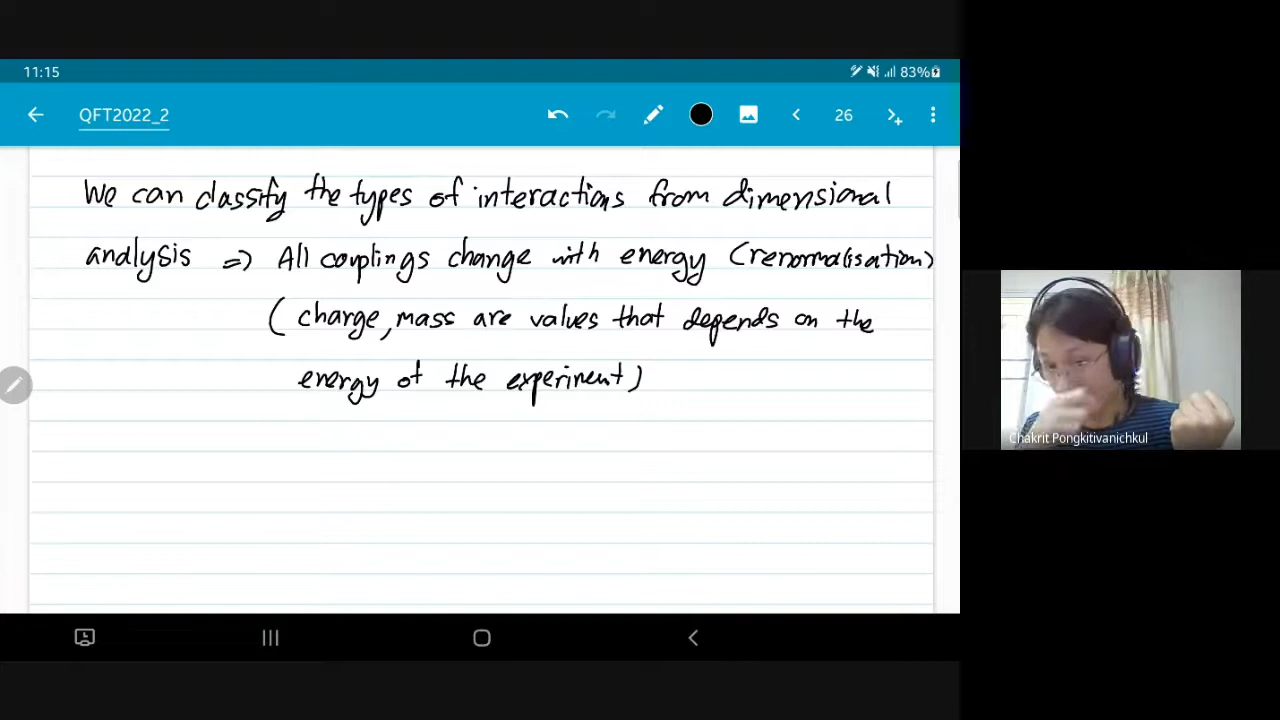 11:15
83%
QFT2022_2
26
We can classify the types of interactions from dimensional
analysis => All couplings change with energy (renormalisation)
(charge, mass are values that depends on the
energy of the experiment)
Chakrit Pongkitivanichkul